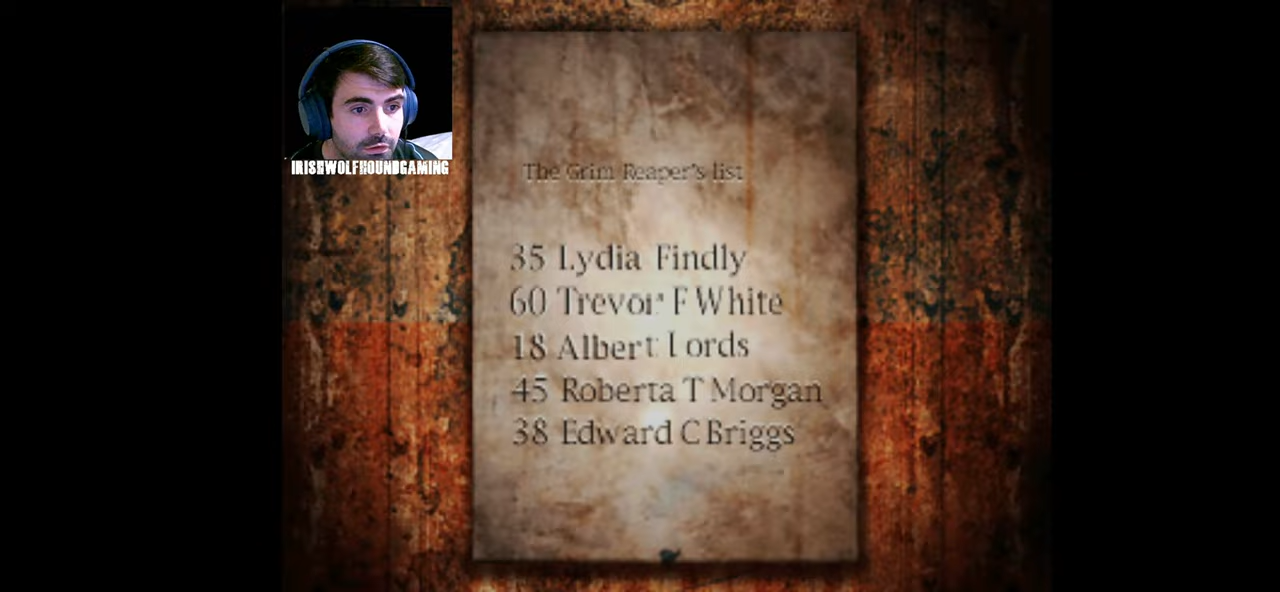 IRISHWOLFHOUNDGAMING
The Grim Reaper's list
35 Lydia Findly
60 Trevor F White
18 Albert Lords
45 Roberta T Morgan
38 Edward C Briggs